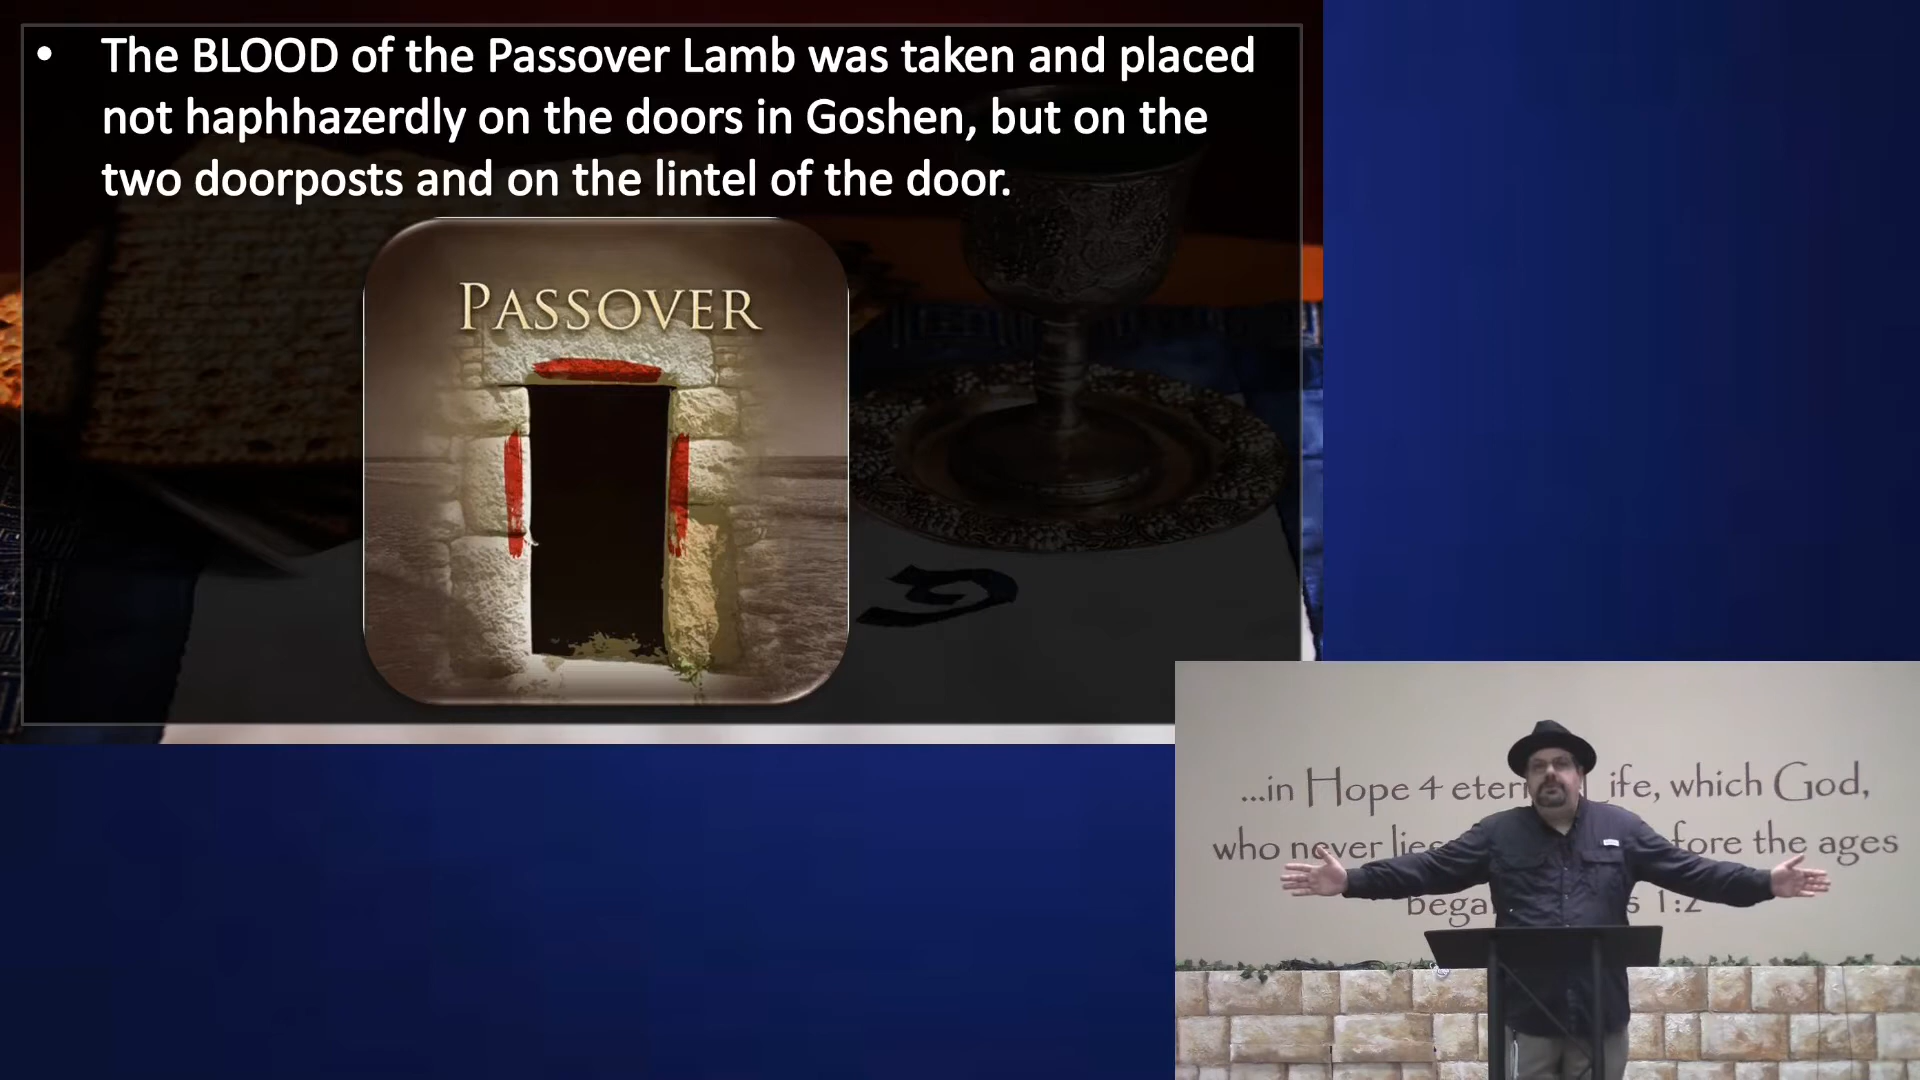 • The BLOOD of the Passover Lamb was taken and placed
not haphhazerdly on the doors in Goshen, but on the
two doorposts and on the lintel of the door.
PASSOVER
...in Hope 4 ife, which God,
who never fore the ages
1:2